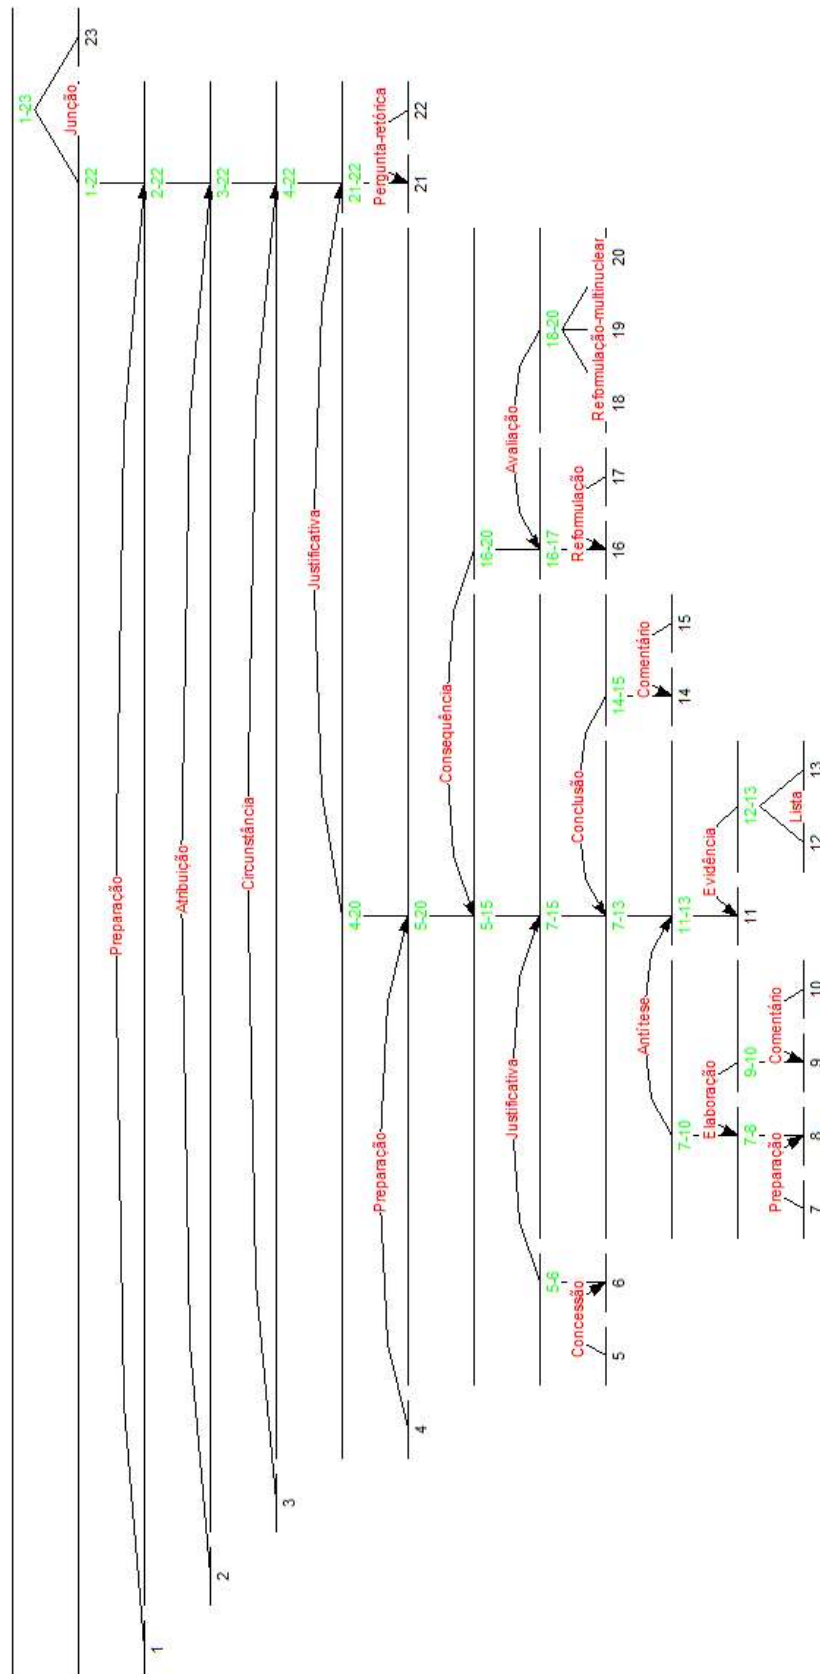 1-23
Junção
1-22 23
Preparação
1 2-22
Atribuição
2 3-22
Circunstância
3 4-22
Justificativa
4-20 21-22
Preparação Pergunta-retórica
4 5-20 21 22
Consequência
5-15 16-20
Justificativa Avaliação
5-6 7-15 16-17 18-20
Concessão Conclusão Reformulação Reformulação-multinuclear
5 6 7-13 14-15 16 17 18 19 20
Antítese Comentário
7-10 11-13 14 15
Elaboração Evidência
7-8 9-10 11 12-13
Preparação Comentário Lista
7 8 9 10 12 13